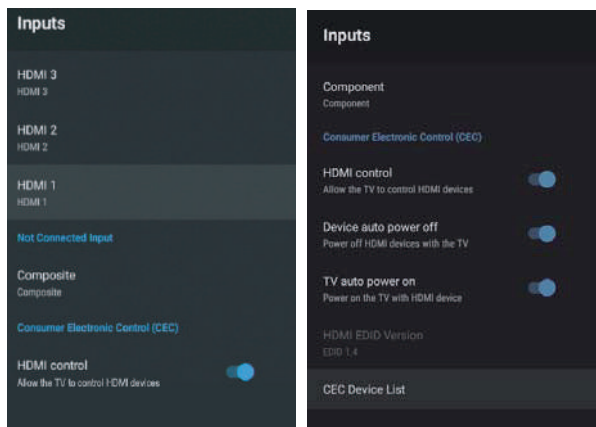 Inputs
HDMI 3
HDMI 3
HDMI 2
HDMI 2
HDMI 1
HDMI 1
Not Connected Input
Composite
Composite
Consumer Electronic Control (CEC)
HDMI control
Allow the TV to control HDMI devices
Inputs
Component
Component
Consumer Electronic Control (CEC)
HDMI control
Allow the TV to control HDMI devices
Device auto power off
Power off HDMI devices with the TV
TV auto power on
Power on the TV with HDMI device
HDMI EDID Version
EDID 1.4
CEC Device List